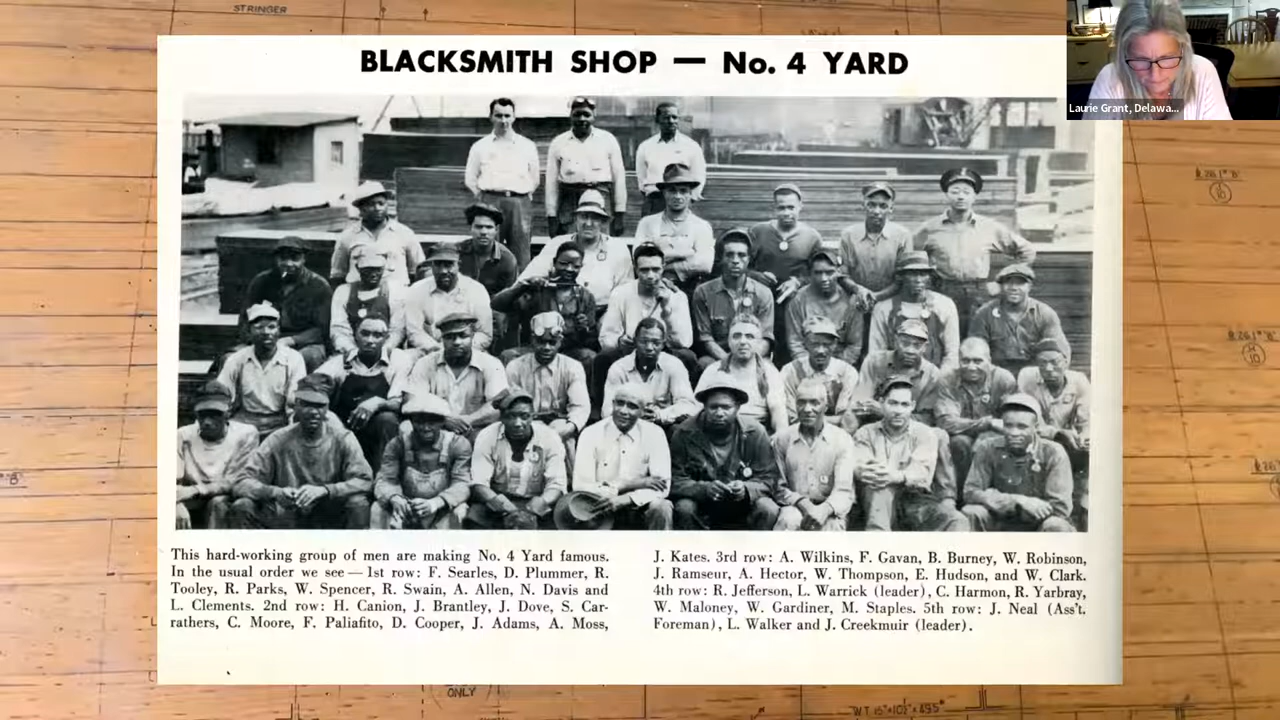 STRINGER
BLACKSMITH SHOP — No. 4 YARD
Laurie Grant, Delawa...
This hard-working group of men are making No. 4 Yard famous.
In the usual order we see — 1st row: F. Searles, D. Plummer, R.
Tooley, R. Parks, W. Spencer, R. Swain, A. Allen, N. Davis and
L. Clements. 2nd row: H. Canion, J. Brantley, J. Dove, S. Car-
rathers, C. Moore, F. Paliafito, D. Cooper, J. Adams, A. Moss,
J. Kates. 3rd row: A. Wilkins, F. Gavan, B. Burney, W. Robinson,
J. Ramseur, A. Hector, W. Thompson, E. Hudson, and W. Clark.
4th row: R. Jefferson, L. Warrick (leader), C. Harmon, R. Yarbray,
W. Maloney, W. Gardiner, M. Staples. 5th row: J. Neal (Ass't.
Foreman), L. Walker and J. Creekmuir (leader).
ONLY